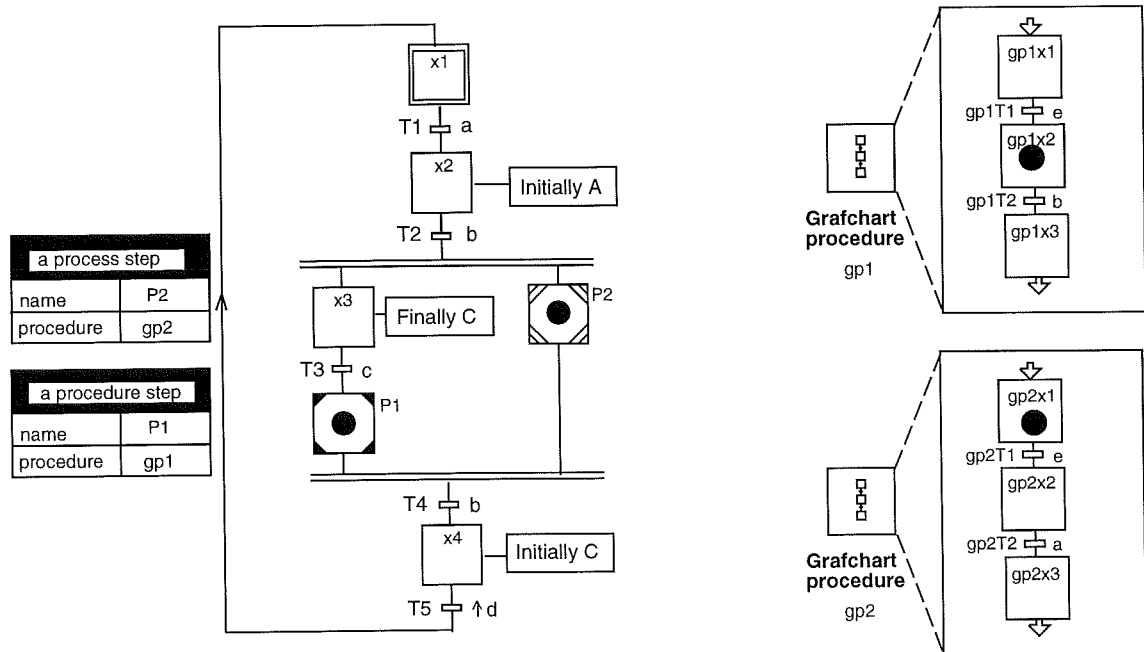 x1
T1 a
x2
Initially A
T2 b
a process step
name P2
procedure gp2
a procedure step
name P1
procedure gp1
x3
Finally C
P2
T3 c
P1
T4 b
x4
Initially C
T5 ↑d
Grafchart
procedure
gp1
gp1x1
gp1T1 e
gp1x2
gp1T2 b
gp1x3
Grafchart
procedure
gp2
gp2x1
gp2T1 e
gp2x2
gp2T2 a
gp2x3